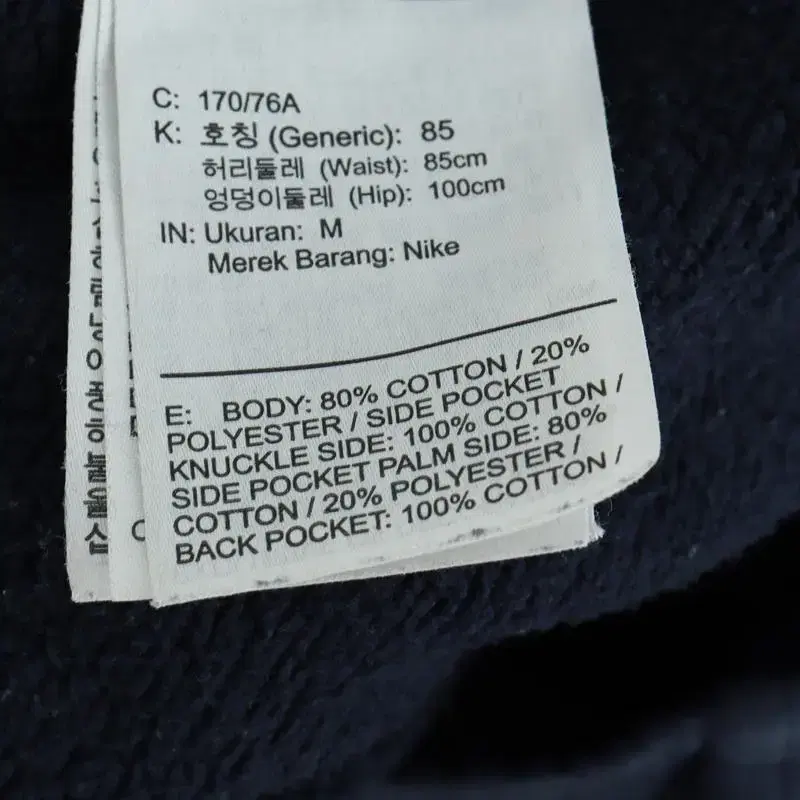 C: 170/76A
K: 호칭 (Generic): 85
허리둘레 (Waist): 85cm
엉덩이둘레 (Hip): 100cm
IN: Ukuran: M
Merek Barang: Nike
E: BODY: 80% COTTON / 20%
POLYESTER / SIDE POCKET
KNUCKLE SIDE: 100% COTTON /
SIDE POCKET PALM SIDE: 80%
COTTON / 20% POLYESTER /
BACK POCKET: 100% COTTON /